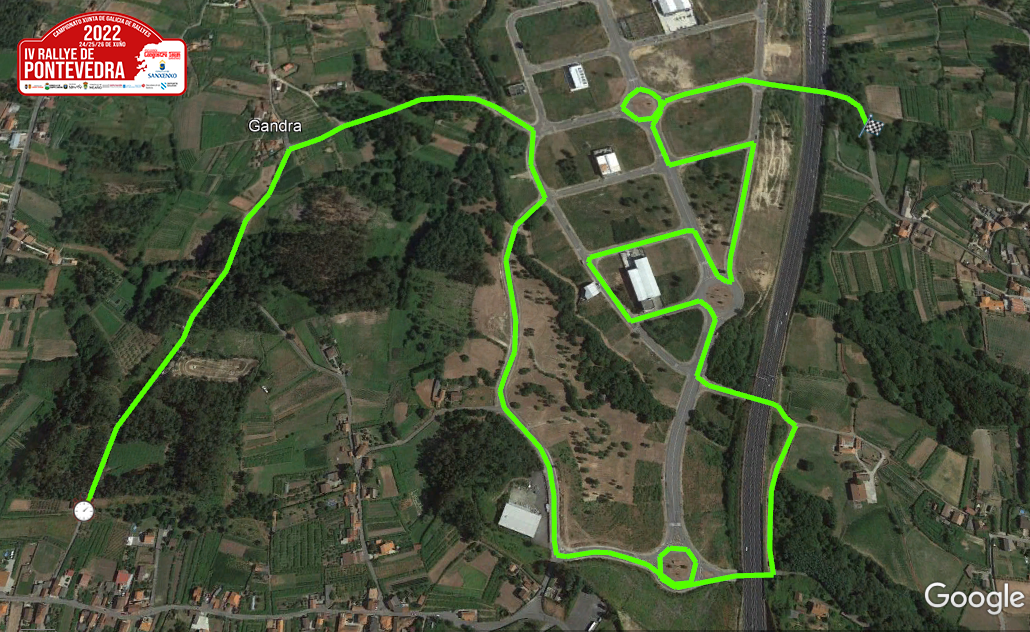 CAMPIONATO XUNTA DE GALICIA DE RALLYES
2022
24/25/26 DE XUÑO
IV RALLYE DE
PONTEVEDRA
SANXENXO
Gandra
Google